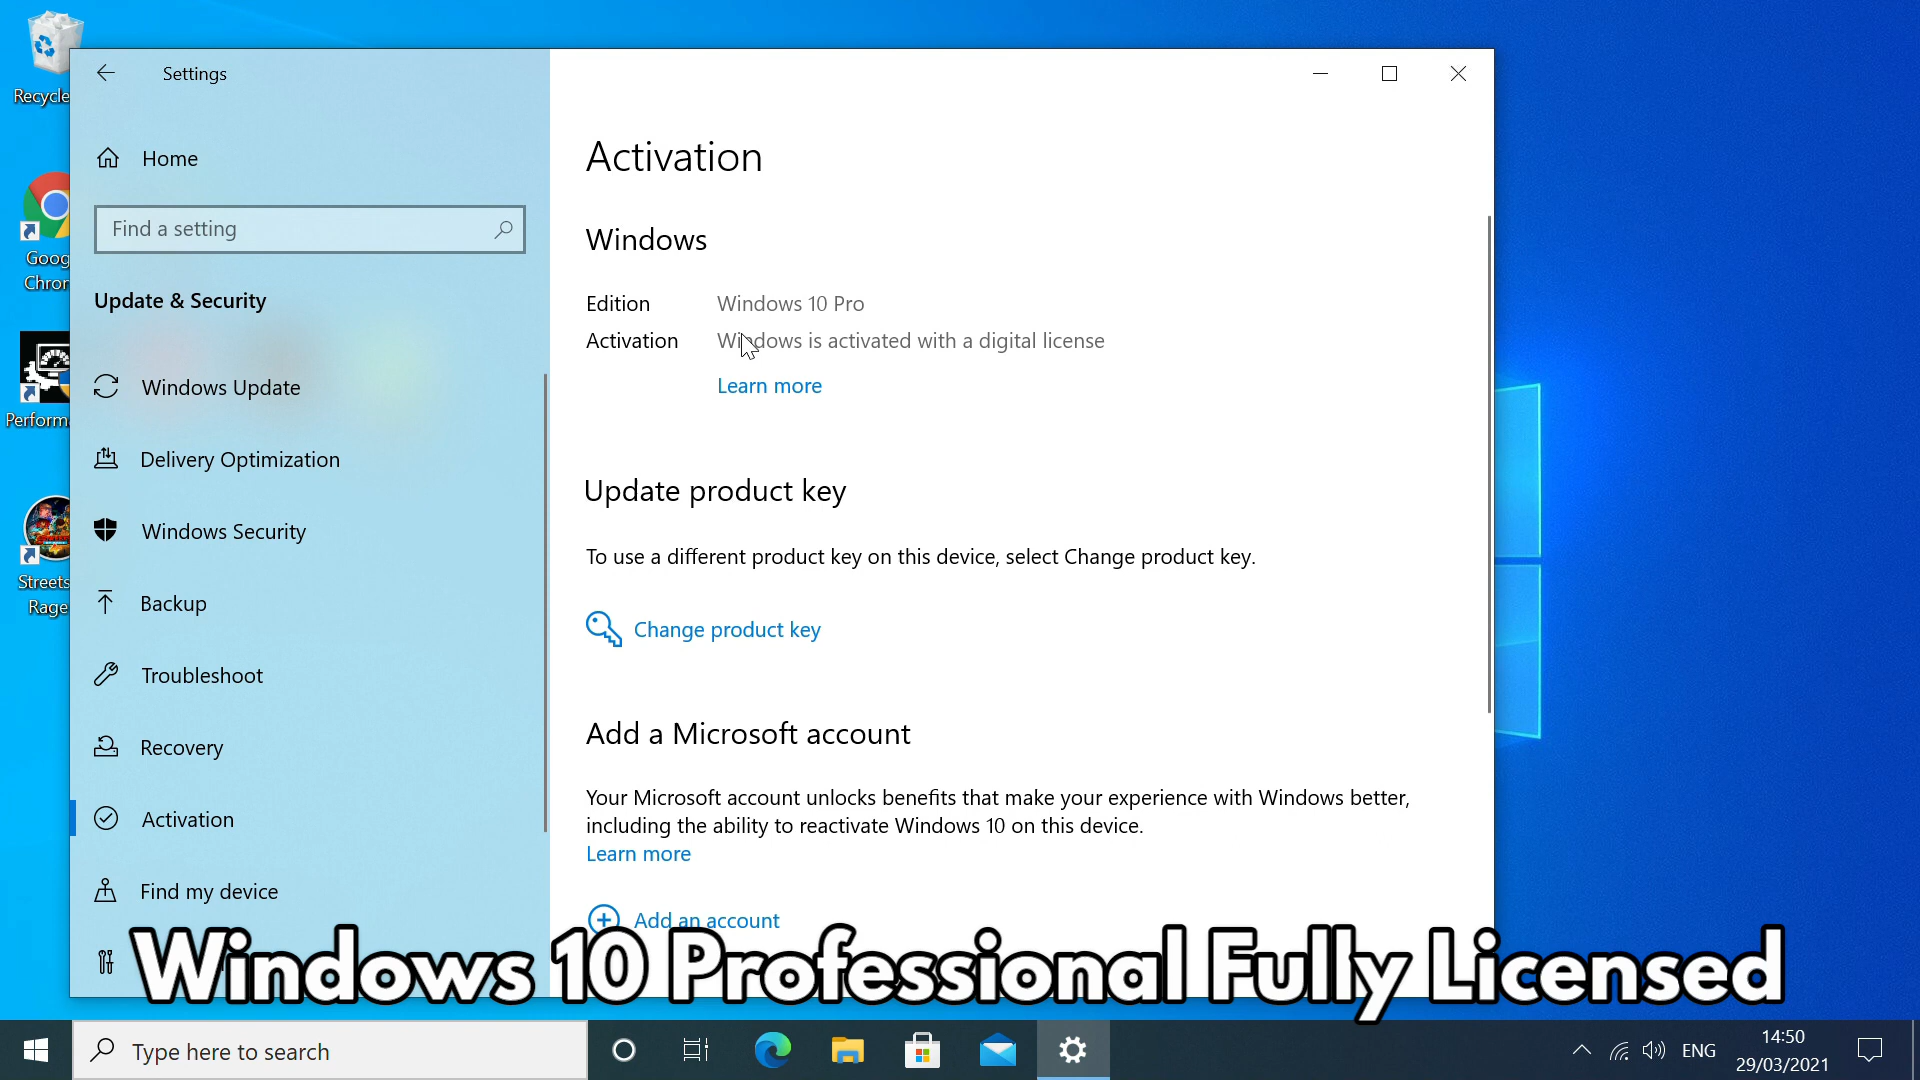 Recycle
Goog
Chron
Perform
Streets
Rage
Settings
Home
Find a setting
Update & Security
Windows Update
Delivery Optimization
Windows Security
Backup
Troubleshoot
Recovery
Activation
Find my device
Activation
Windows
Edition Windows 10 Pro
Activation Windows is activated with a digital license
Learn more
Update product key
To use a different product key on this device, select Change product key.
Change product key
Add a Microsoft account
Your Microsoft account unlocks benefits that make your experience with Windows better,
including the ability to reactivate Windows 10 on this device.
Learn more
Add an account
Windows 10 Professional Fully Licensed
Type here to search
ENG
14:50
29/03/2021